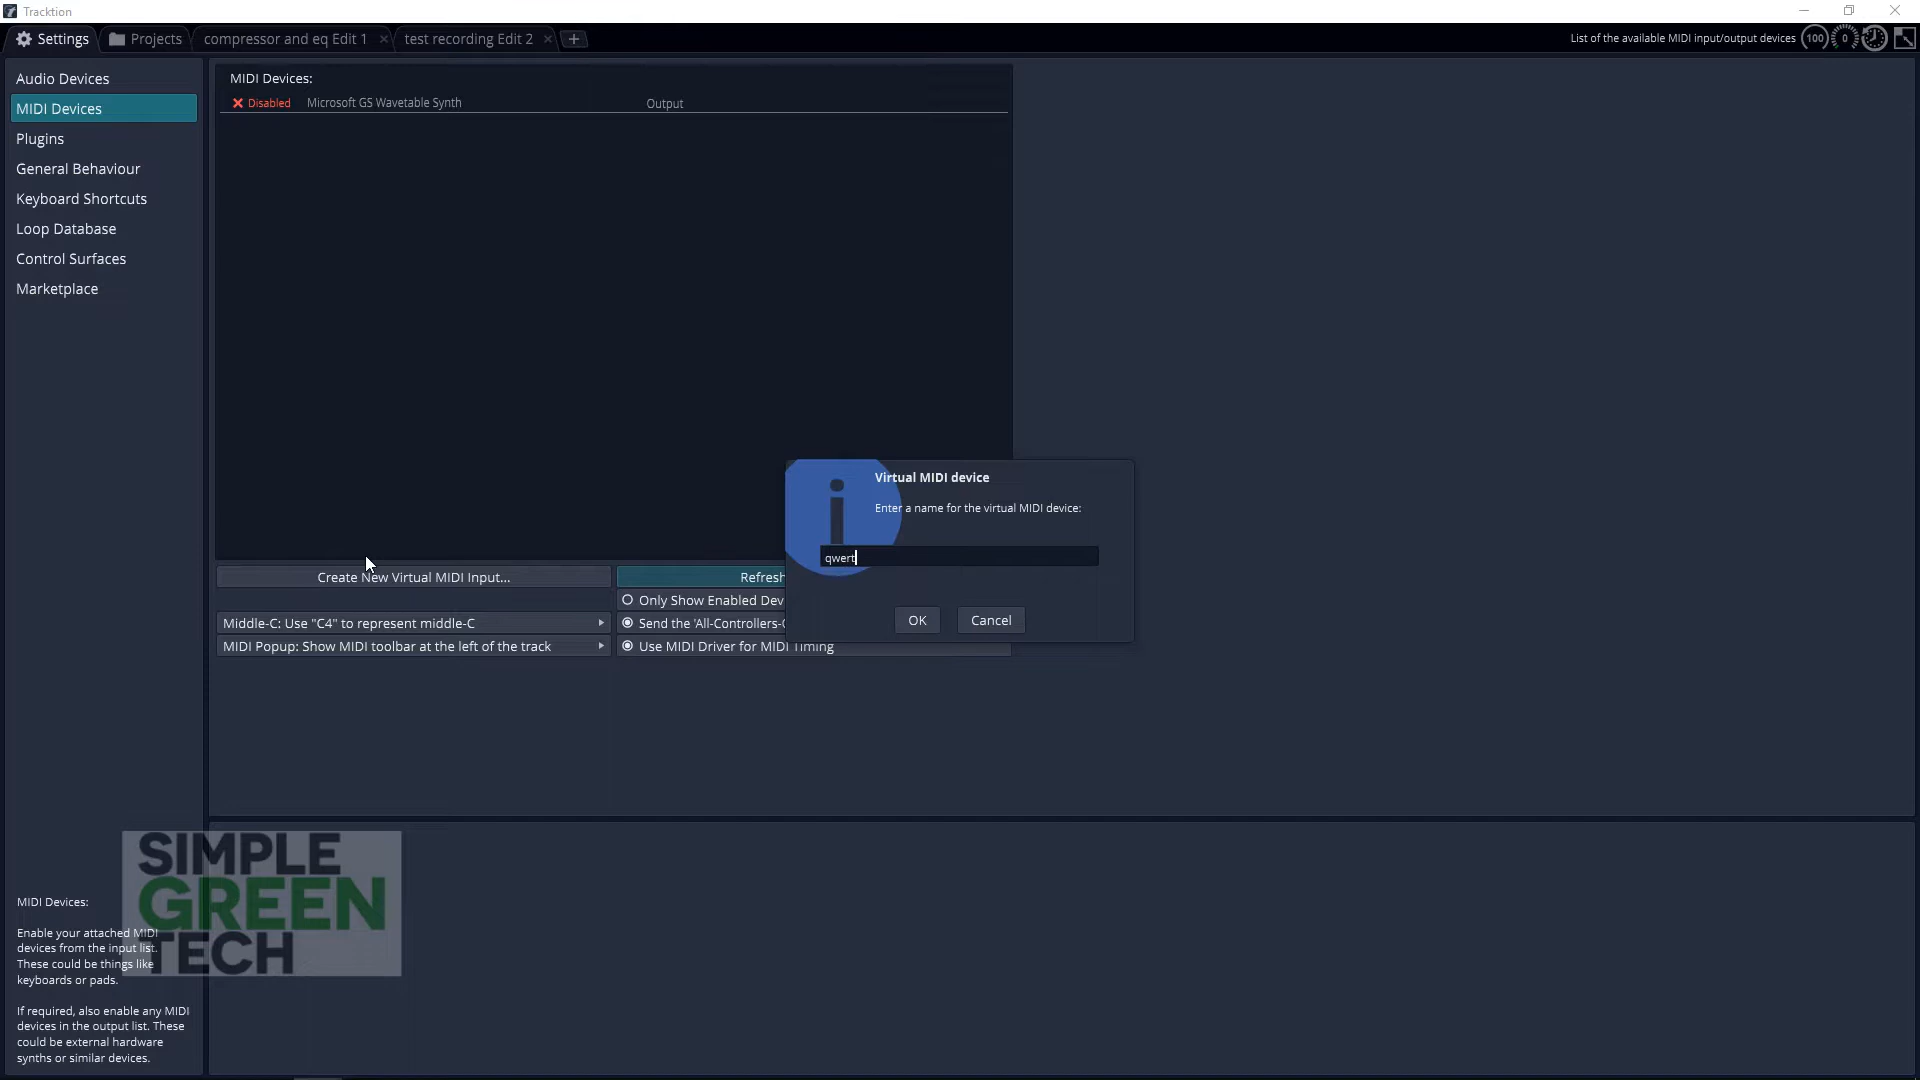 Tracktion
Settings
Projects
compressor and eq Edit 1
test recording Edit 2
List of the available MIDI input/output devices
100
0
Audio Devices
MIDI Devices
Plugins
General Behaviour
Keyboard Shortcuts
Loop Database
Control Surfaces
Marketplace
MIDI Devices:
Disabled Microsoft GS Wavetable Synth Output
Virtual MIDI device
Enter a name for the virtual MIDI device:
qwert
OK
Cancel
Create New Virtual MIDI Input...
Refresh
Only Show Enabled Dev
Middle-C: Use "C4" to represent middle-C
Send the 'All-Controllers-
MIDI Popup: Show MIDI toolbar at the left of the track
Use MIDI Driver for MIDI Timing
SIMPLE
GREEN
TECH
MIDI Devices:
Enable your attached MIDI
devices from the input list.
These could be things like
keyboards or pads.
If required, also enable any MIDI
devices in the output list. These
could be external hardware
synths or similar devices.